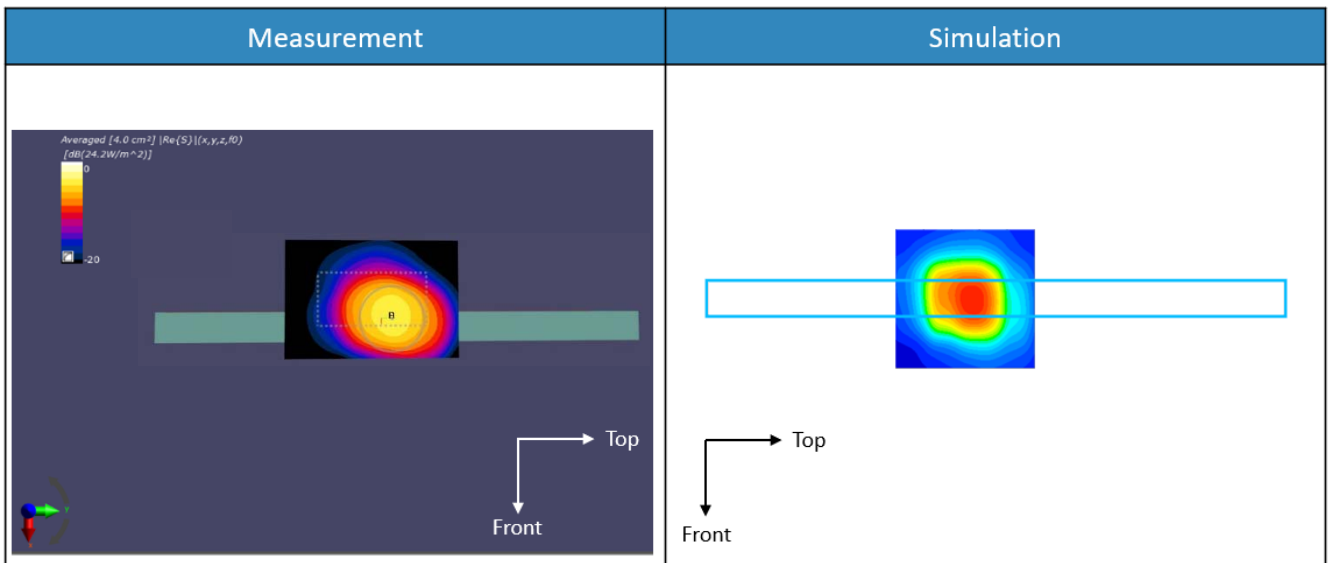 Measurement
Simulation
Averaged [4.0 cm²] |Re{S}|(x,y,z,f0)
[dB(24.2W/m^2)]
0
-20
Top
Front
Top
Front